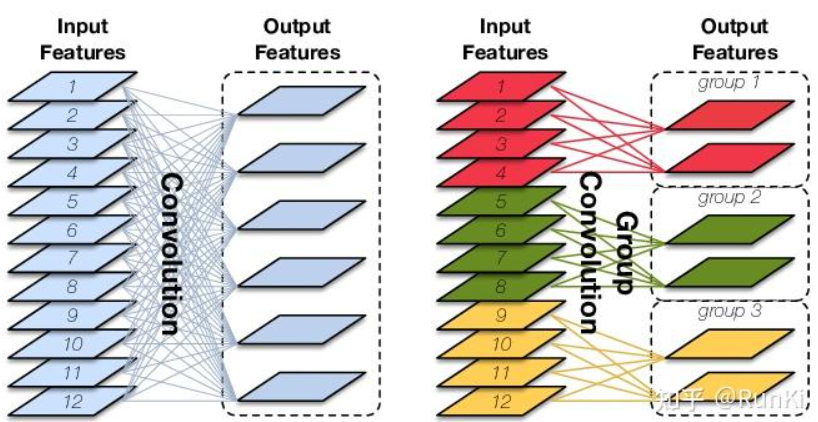 Input
Features
Output
Features
1
2
3
4
5
6
7
8
9
10
11
12
Convolution
Input
Features
Output
Features
1
2
3
4
5
6
7
8
9
10
11
12
Group
Convolution
group 1
group 2
group 3
知乎 @RunKi